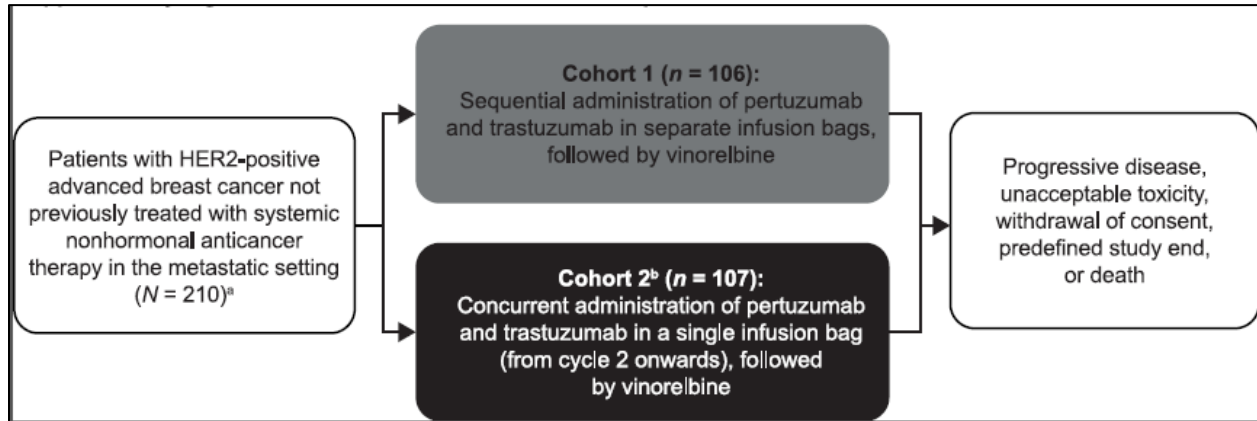 Patients with HER2-positive
advanced breast cancer not
previously treated with systemic
nonhormonal anticancer
therapy in the metastatic setting
(N = 210)ᵃ
Cohort 1 (n = 106):
Sequential administration of pertuzumab
and trastuzumab in separate infusion bags,
followed by vinorelbine
Cohort 2ᵇ (n = 107):
Concurrent administration of pertuzumab
and trastuzumab in a single infusion bag
(from cycle 2 onwards), followed
by vinorelbine
Progressive disease,
unacceptable toxicity,
withdrawal of consent,
predefined study end,
or death